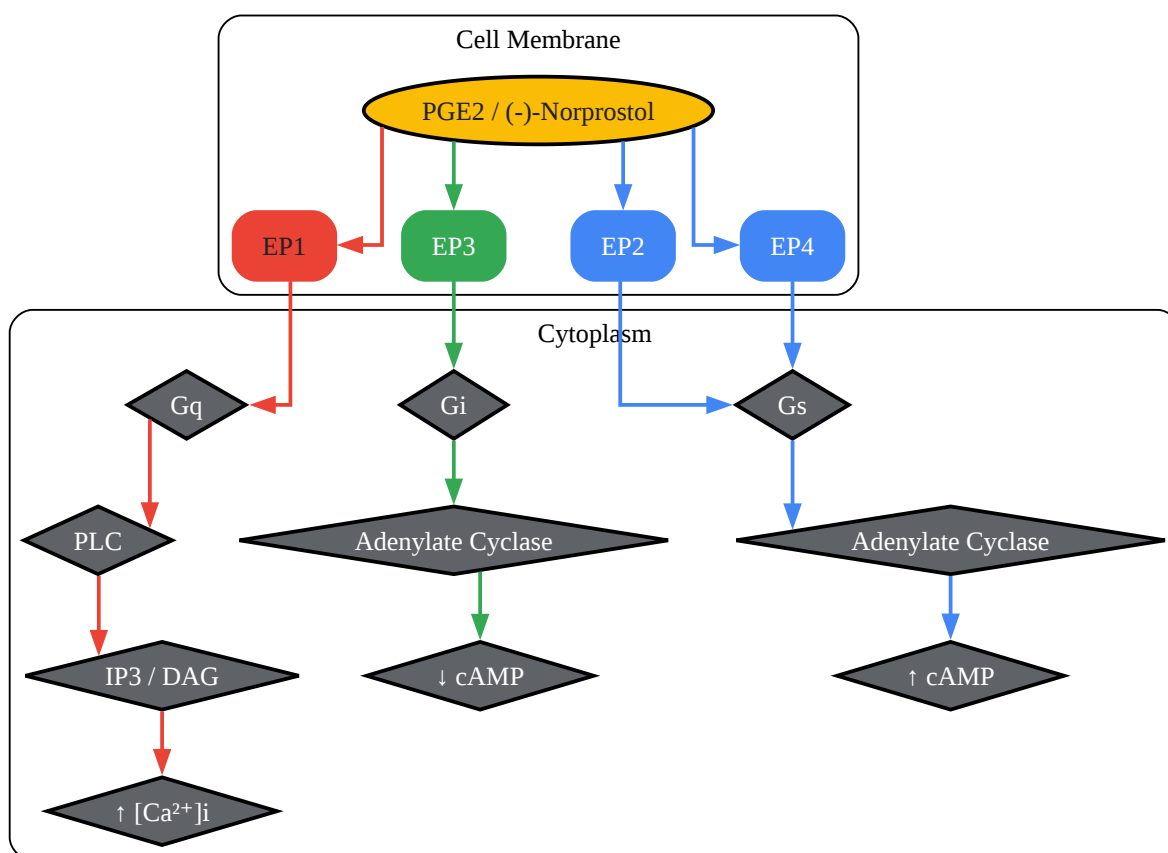 Cell Membrane
PGE2 / (-)-Norprostol
EP1
EP3
EP2
EP4
Cytoplasm
Gq
Gi
Gs
PLC
Adenylate Cyclase
Adenylate Cyclase
IP3 / DAG
↓ cAMP
↑ cAMP
↑ [Ca²⁺]i